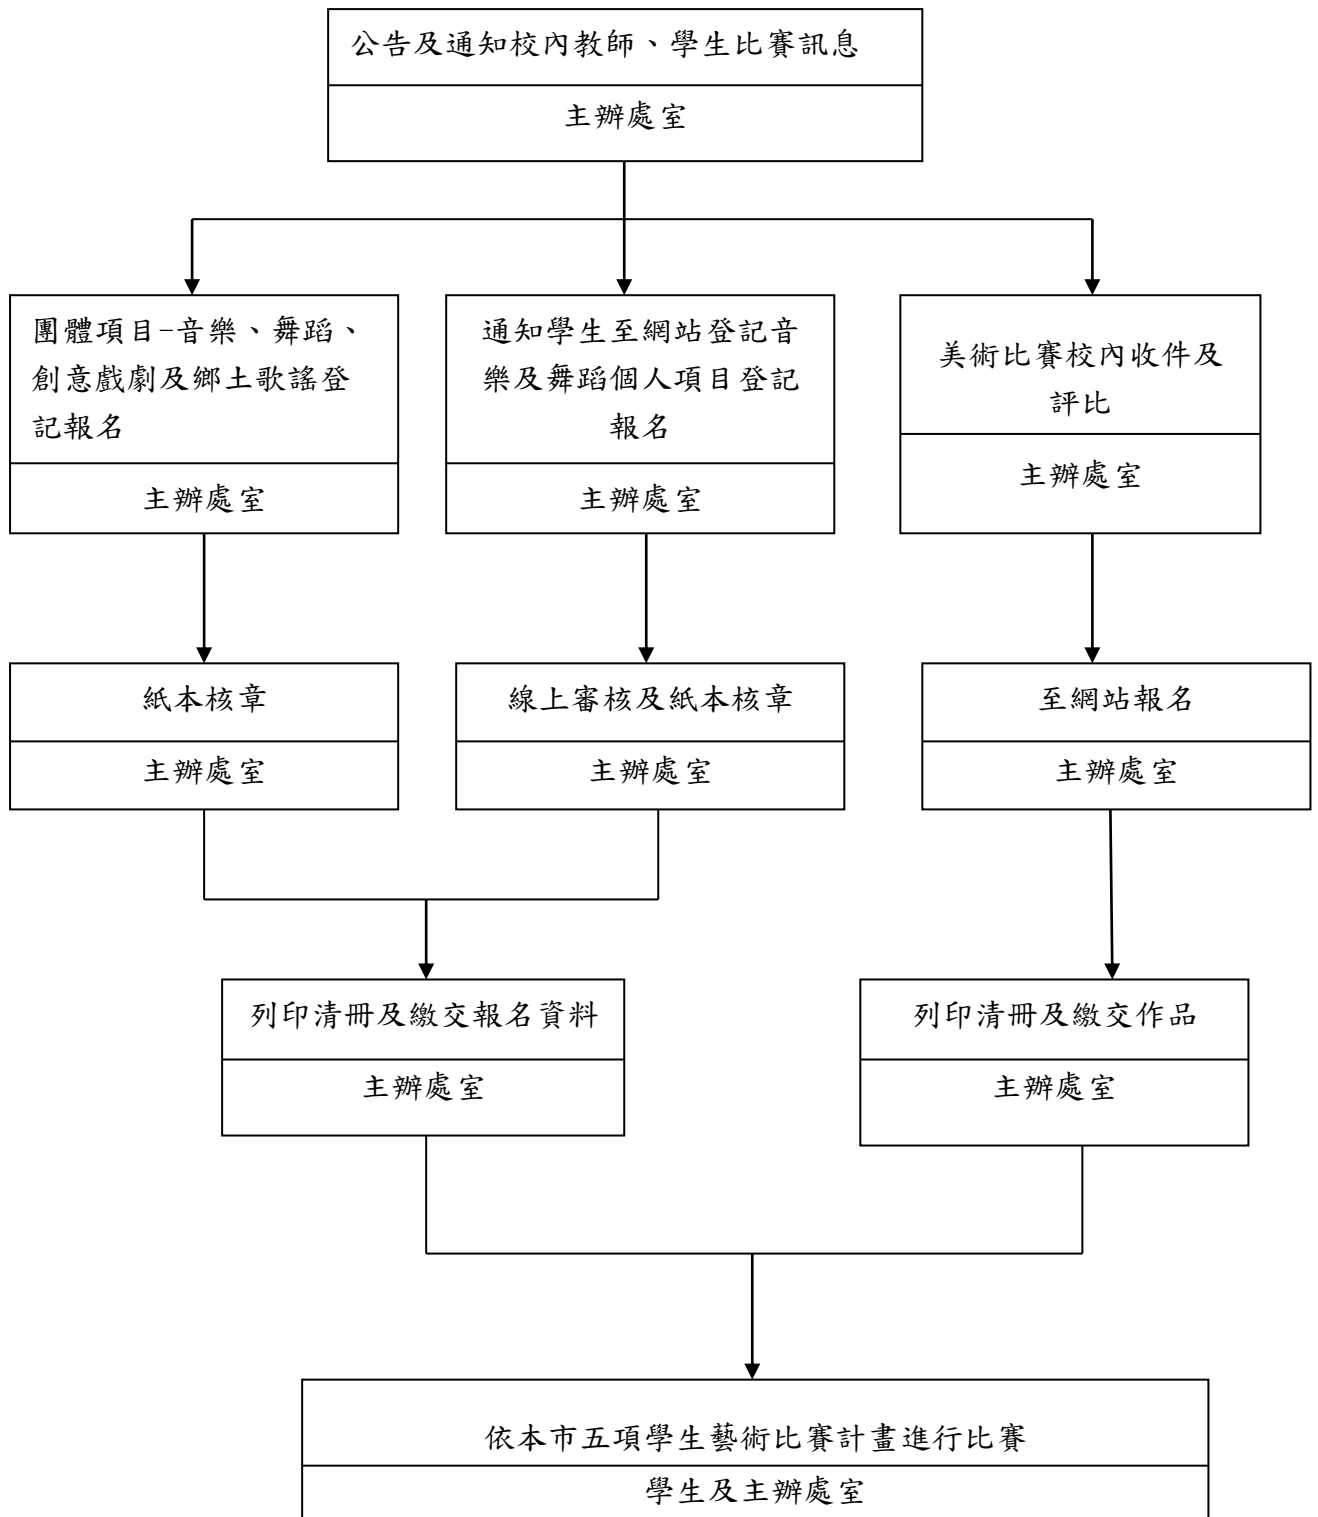 公告及通知校內教師、學生比賽訊息
主辦處室
團體項目-音樂、舞蹈、
創意戲劇及鄉土歌謠登
記報名
主辦處室
通知學生至網站登記音
樂及舞蹈個人項目登記
報名
主辦處室
美術比賽校內收件及
評比
主辦處室
紙本核章
主辦處室
線上審核及紙本核章
主辦處室
至網站報名
主辦處室
列印清冊及繳交報名資料
主辦處室
列印清冊及繳交作品
主辦處室
依本市五項學生藝術比賽計畫進行比賽
學生及主辦處室